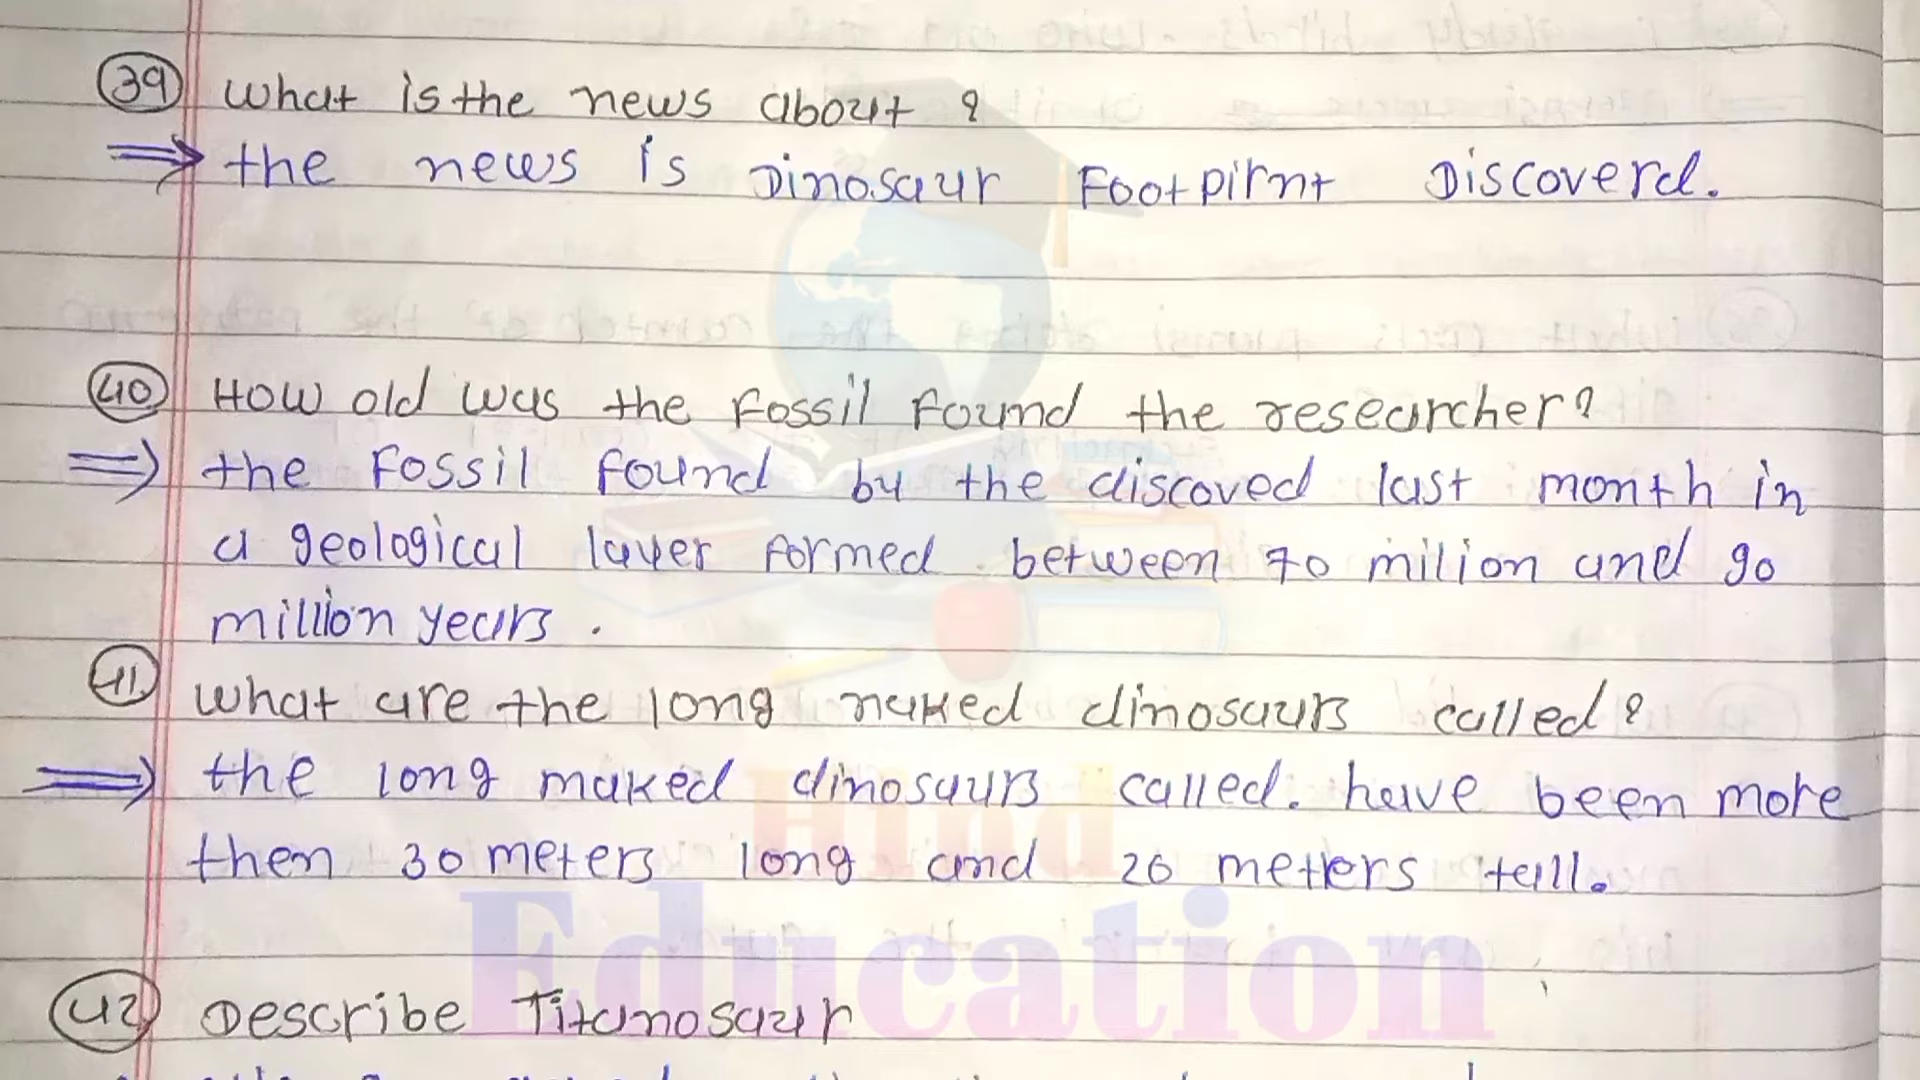 39 What is the news about ?
⇒ the news is Dinosaur Footpirnt Discoverd.
40 How old was the Fossil Found the researcher?
⇒ the Fossil found by the discoved last month in
a geological layer formed between 70 milion and 90
million years .
41 What are the long naked dinosaurs called?
⇒ the long maked dinosaurs called. have been more
then 30 meters long and 20 meters tall.
Hind
Education
42 Describe Titanosaur